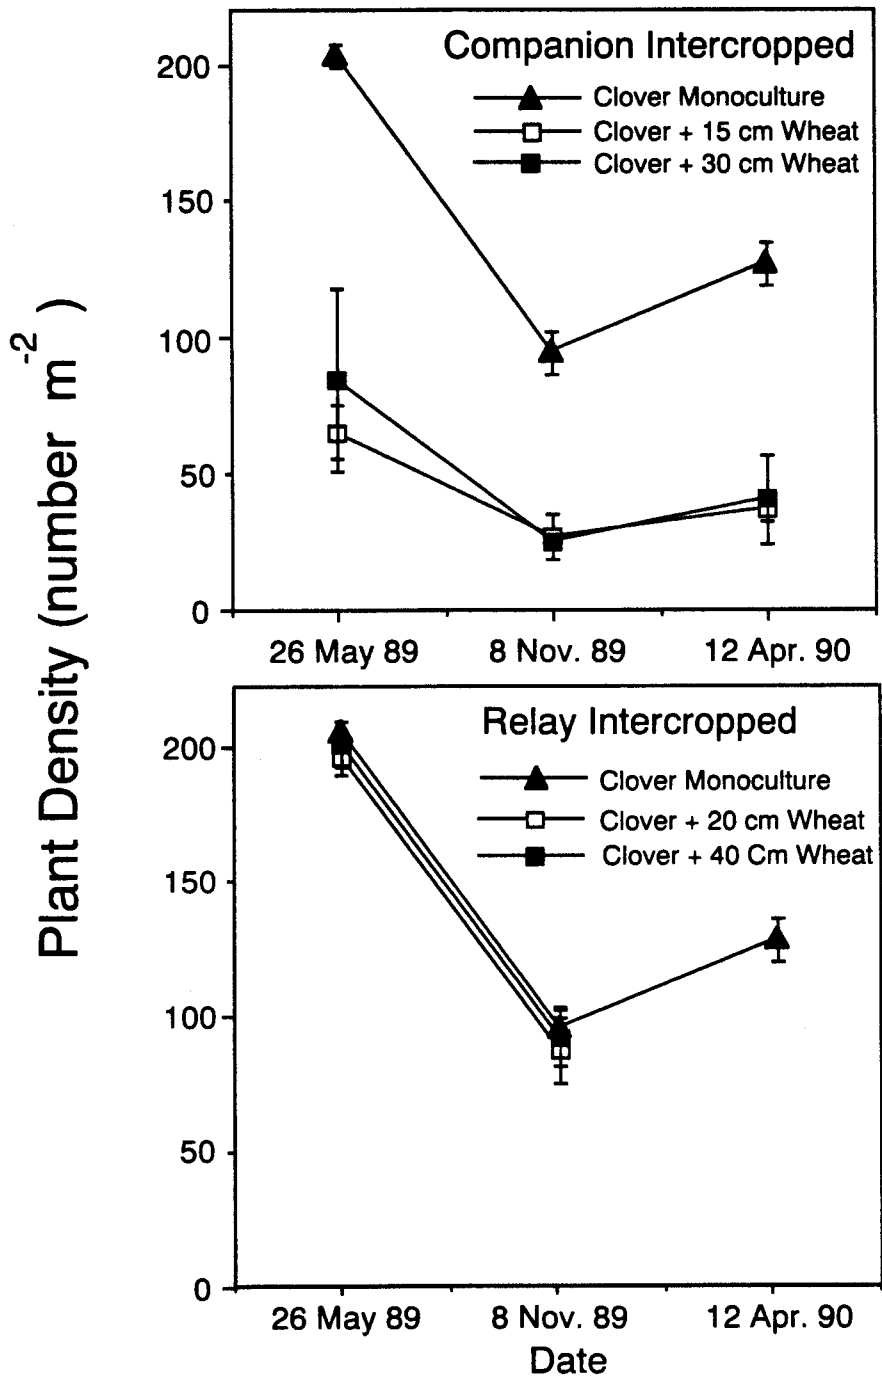 Plant Density (number m-2)
Companion Intercropped
Clover Monoculture
Clover + 15 cm Wheat
Clover + 30 cm Wheat
200
150
100
50
0
26 May 89 8 Nov. 89 12 Apr. 90
Relay Intercropped
Clover Monoculture
Clover + 20 cm Wheat
Clover + 40 Cm Wheat
200
150
100
50
0
26 May 89 8 Nov. 89 12 Apr. 90
Date